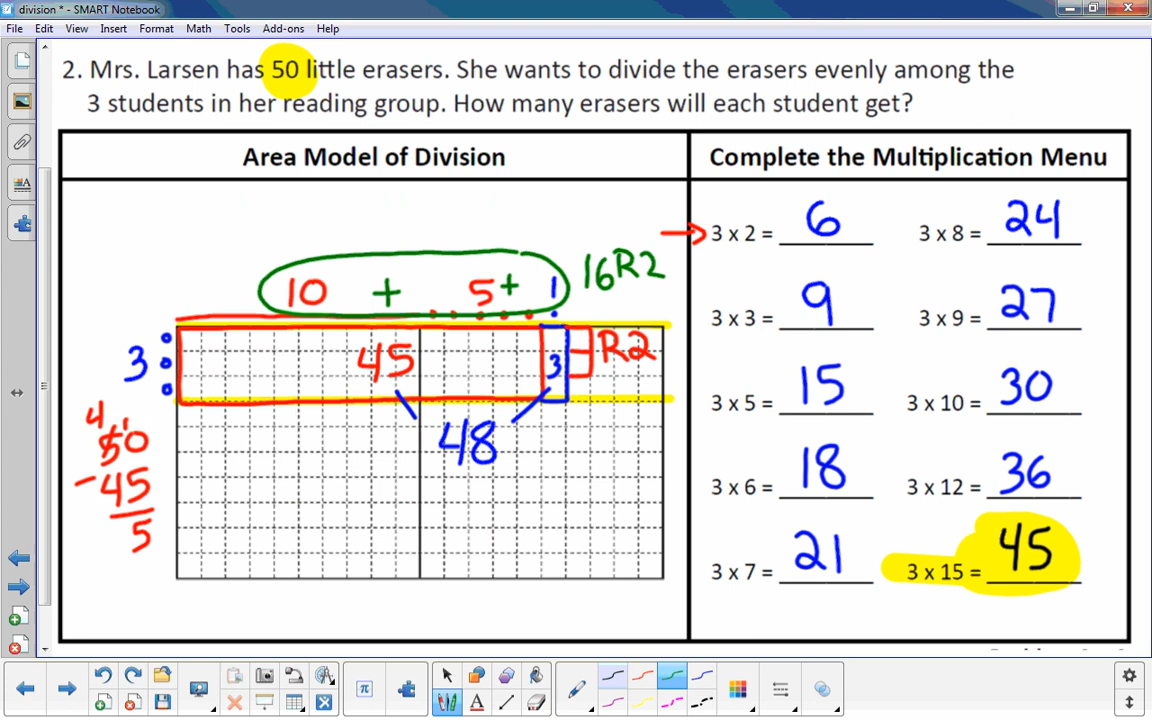 division * - SMART Notebook
File Edit View Insert Format Math Tools Add-ons Help
2. Mrs. Larsen has 50 little erasers. She wants to divide the erasers evenly among the
3 students in her reading group. How many erasers will each student get?
Area Model of Division
Complete the Multiplication Menu
10 + 5 + 1 16R2
3 45 3 R2
48
4 1
50
-45
5
3 x 2 = 6 3 x 8 = 24
3 x 3 = 9 3 x 9 = 27
3 x 5 = 15 3 x 10 = 30
3 x 6 = 18 3 x 12 = 36
3 x 7 = 21 3 x 15 = 45
π A